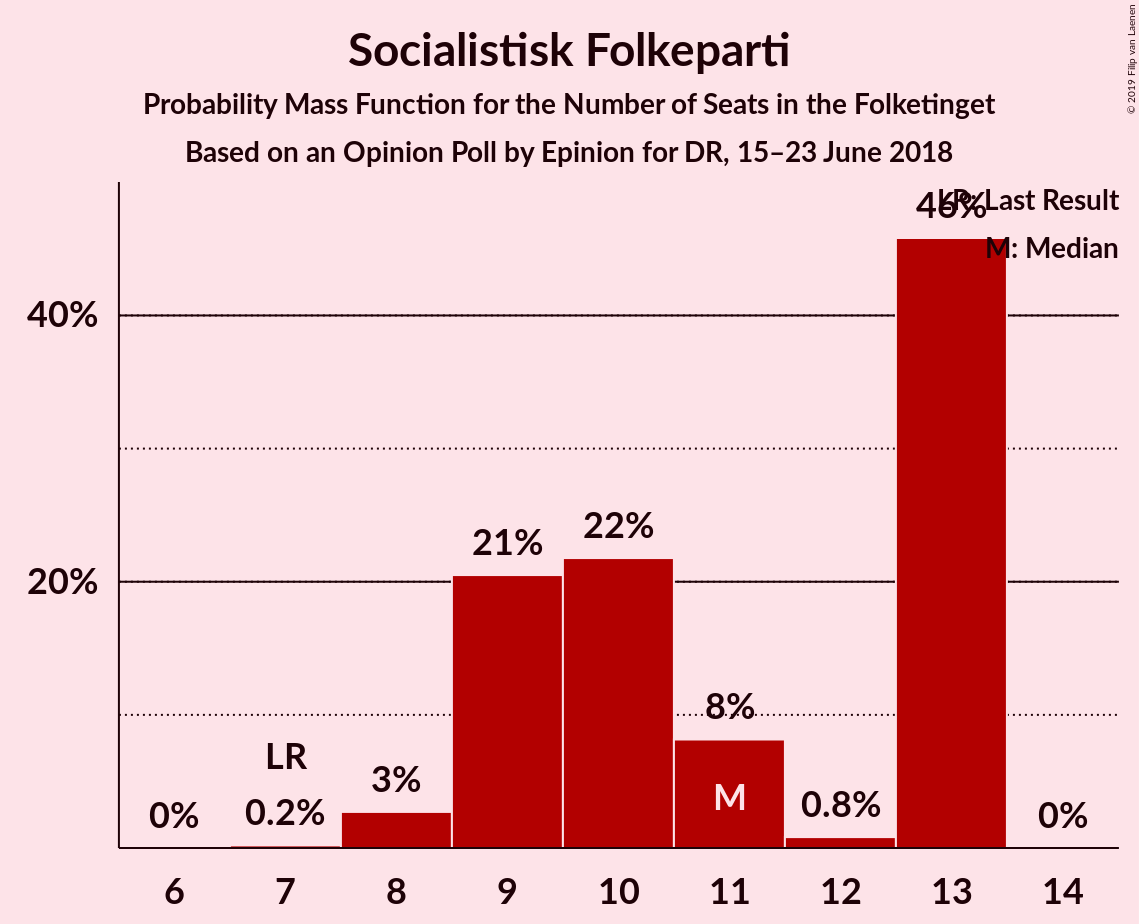 Socialistisk Folkeparti
Probability Mass Function for the Number of Seats in the Folketinget
Based on an Opinion Poll by Epinion for DR, 15–23 June 2018
© 2019 Filip van Laenen
LR: Last Result
M: Median
46%
40%
22%
21%
20%
8%
LR
3%
M
0.8%
0.2%
0%
0%
6 7 8 9 10 11 12 13 14